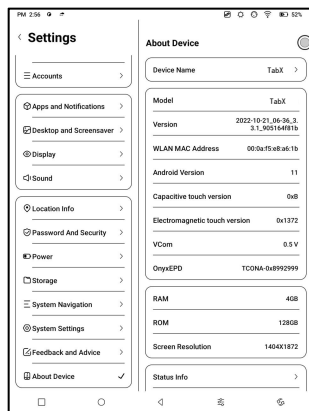 PM 2:56
52%
Settings
Accounts
Apps and Notifications
Desktop and Screensaver
Display
Sound
Location Info
Password And Security
Power
Storage
System Navigation
System Settings
Feedback and Advice
About Device
About Device
Device Name TabX
Model TabX
Version 2022-10-21_06-36_3.
3.1_905164f81b
WLAN MAC Address 00:0a:f5:e8:a6:1b
Android Version 11
Capacitive touch version 0xB
Electromagnetic touch version 0x1372
VCom 0.5 V
OnyxEPD TCONA-0x8992999
RAM 4GB
ROM 128GB
Screen Resolution 1404X1872
Status Info